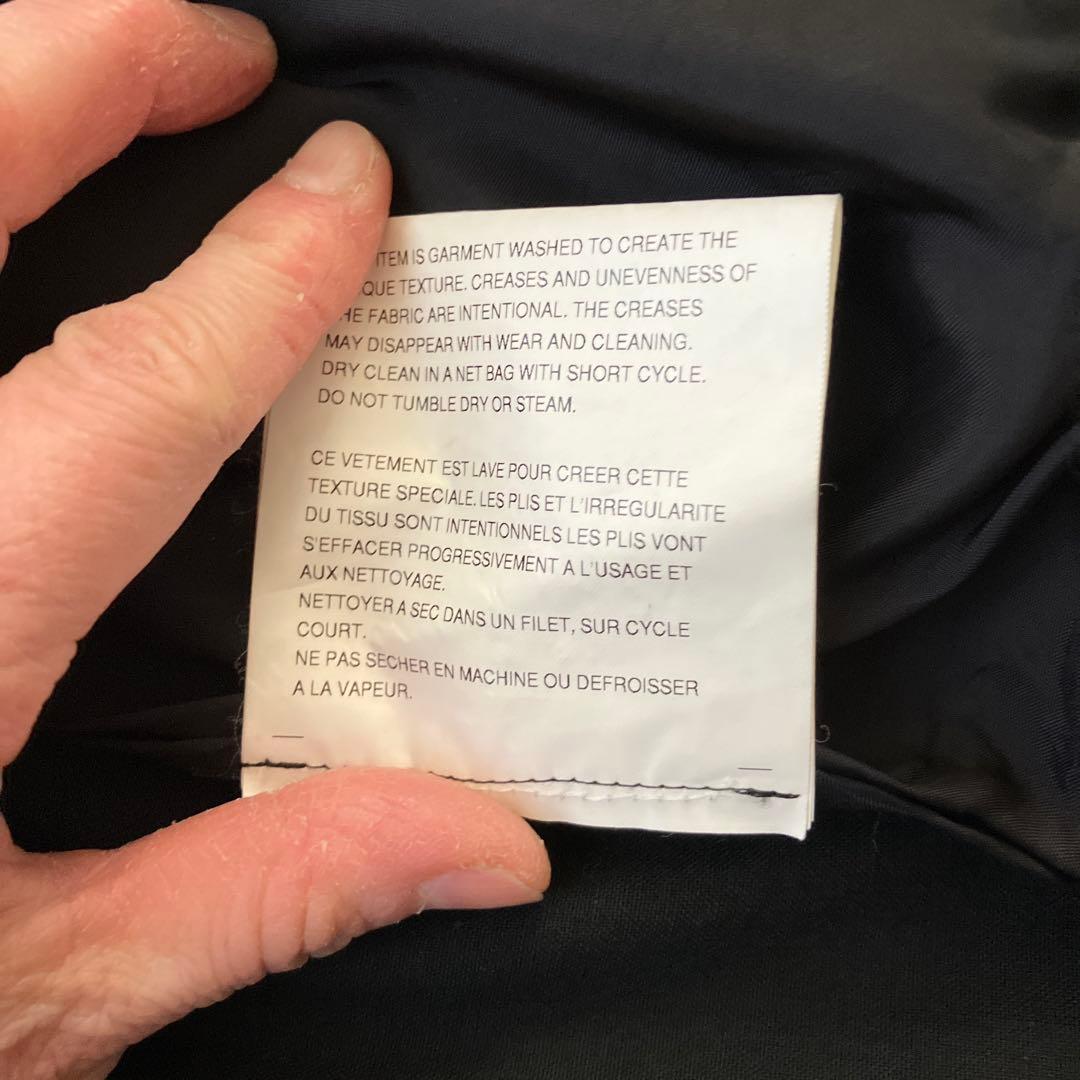 ITEM IS GARMENT WASHED TO CREATE THE
QUE TEXTURE. CREASES AND UNEVENNESS OF
HE FABRIC ARE INTENTIONAL. THE CREASES
MAY DISAPPEAR WITH WEAR AND CLEANING.
DRY CLEAN IN A NET BAG WITH SHORT CYCLE.
DO NOT TUMBLE DRY OR STEAM.
CE VETEMENT EST LAVE POUR CREER CETTE
TEXTURE SPECIALE. LES PLIS ET L'IRREGULARITE
DU TISSU SONT INTENTIONNELS LES PLIS VONT
S'EFFACER PROGRESSIVEMENT A L'USAGE ET
AUX NETTOYAGE.
NETTOYER A SEC DANS UN FILET, SUR CYCLE
COURT.
NE PAS SECHER EN MACHINE OU DEFROISSER
A LA VAPEUR.